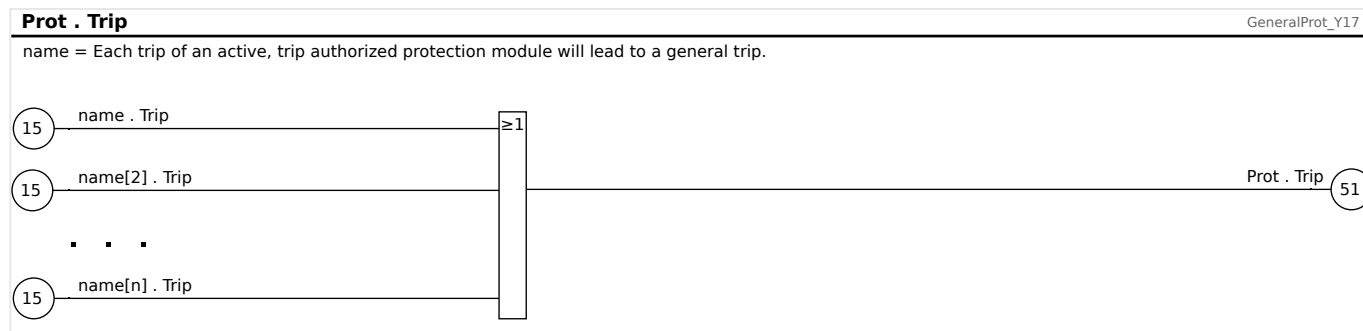 Prot . Trip
GeneralProt_Y17
name = Each trip of an active, trip authorized protection module will lead to a general trip.
15
name . Trip
≥1
15
name[2] . Trip
Prot . Trip
51
. . .
15
name[n] . Trip